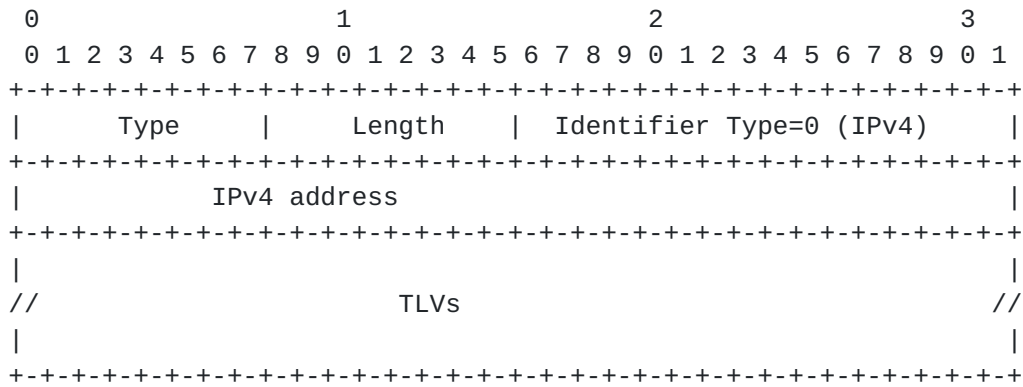 0                   1                   2                   3
 0 1 2 3 4 5 6 7 8 9 0 1 2 3 4 5 6 7 8 9 0 1 2 3 4 5 6 7 8 9 0 1
+-+-+-+-+-+-+-+-+-+-+-+-+-+-+-+-+-+-+-+-+-+-+-+-+-+-+-+-+-+-+-+-+
|      Type     |     Length    |  Identifier Type=0 (IPv4)     |
+-+-+-+-+-+-+-+-+-+-+-+-+-+-+-+-+-+-+-+-+-+-+-+-+-+-+-+-+-+-+-+-+
|            IPv4 address                                       |
+-+-+-+-+-+-+-+-+-+-+-+-+-+-+-+-+-+-+-+-+-+-+-+-+-+-+-+-+-+-+-+-+
|                                                               |
//                       TLVs                                  //
|                                                               |
+-+-+-+-+-+-+-+-+-+-+-+-+-+-+-+-+-+-+-+-+-+-+-+-+-+-+-+-+-+-+-+-+